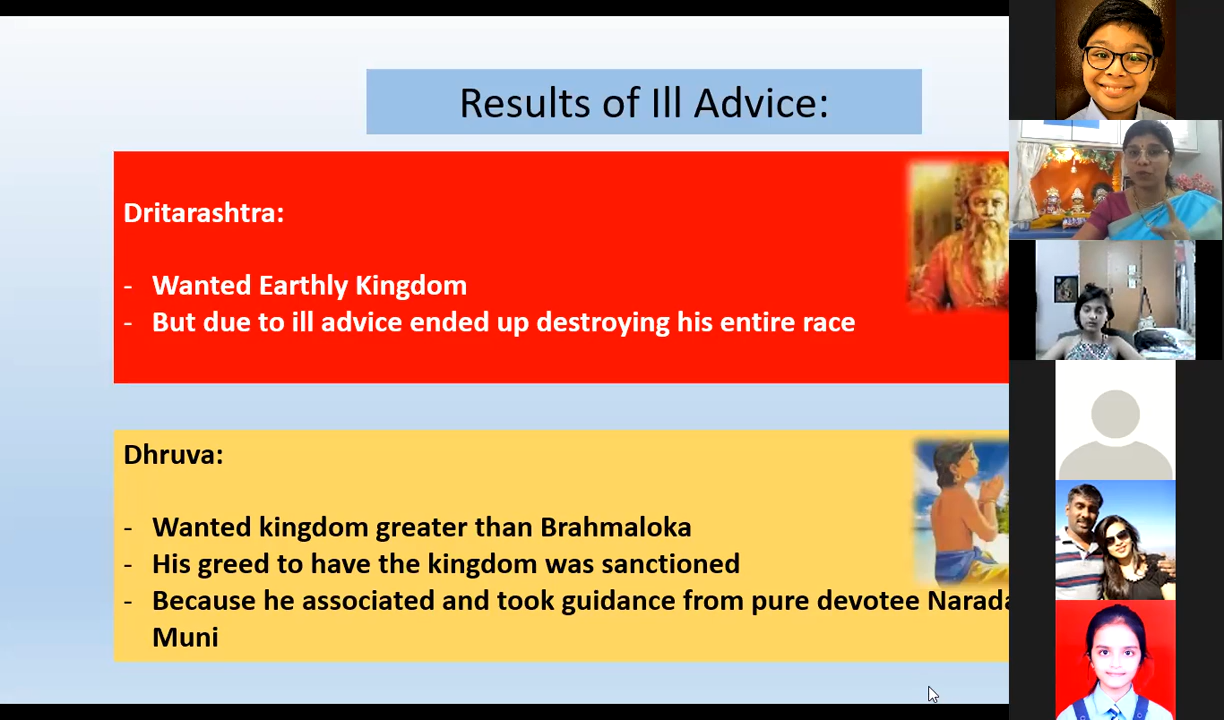 Results of Ill Advice:
Dritarashtra:
- Wanted Earthly Kingdom
- But due to ill advice ended up destroying his entire race
Dhruva:
- Wanted kingdom greater than Brahmaloka
- His greed to have the kingdom was sanctioned
- Because he associated and took guidance from pure devotee Narada
Muni